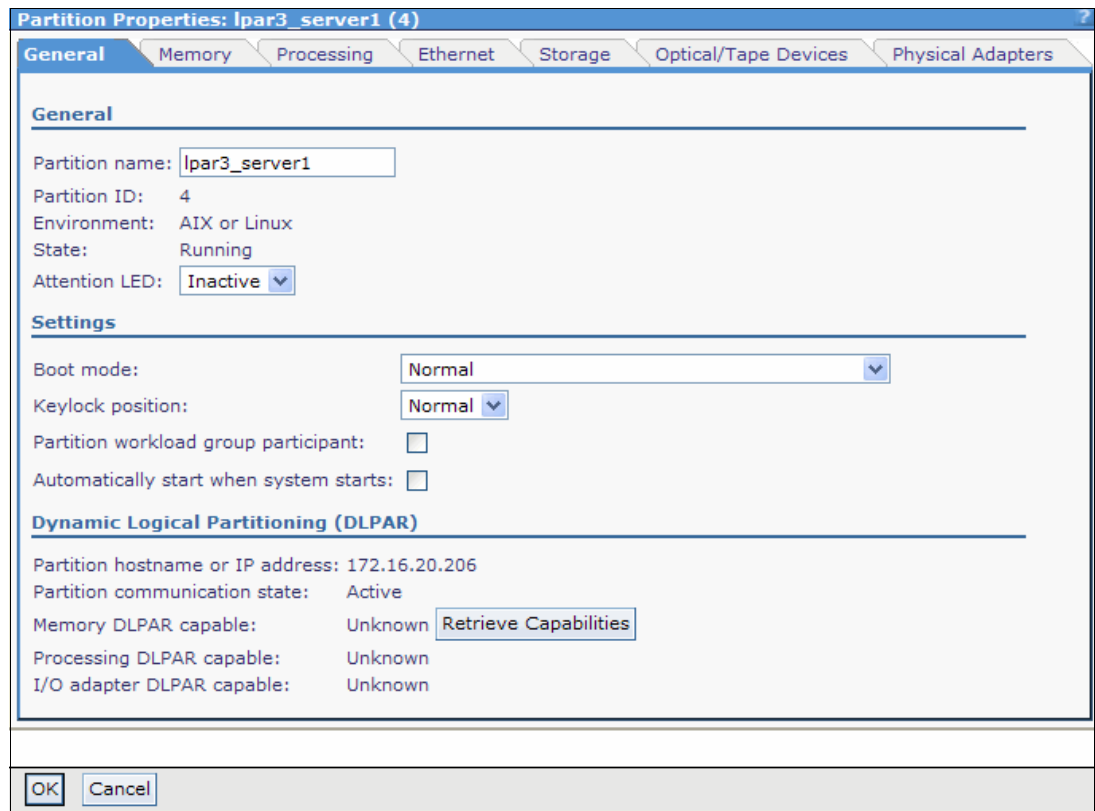 Partition Properties: lpar3_server1 (4)
?
General Memory Processing Ethernet Storage Optical/Tape Devices Physical Adapters
General
Partition name: lpar3_server1
Partition ID: 4
Environment: AIX or Linux
State: Running
Attention LED: Inactive
Settings
Boot mode: Normal
Keylock position: Normal
Partition workload group participant:
Automatically start when system starts:
Dynamic Logical Partitioning (DLPAR)
Partition hostname or IP address: 172.16.20.206
Partition communication state: Active
Memory DLPAR capable: Unknown Retrieve Capabilities
Processing DLPAR capable: Unknown
I/O adapter DLPAR capable: Unknown
OK Cancel